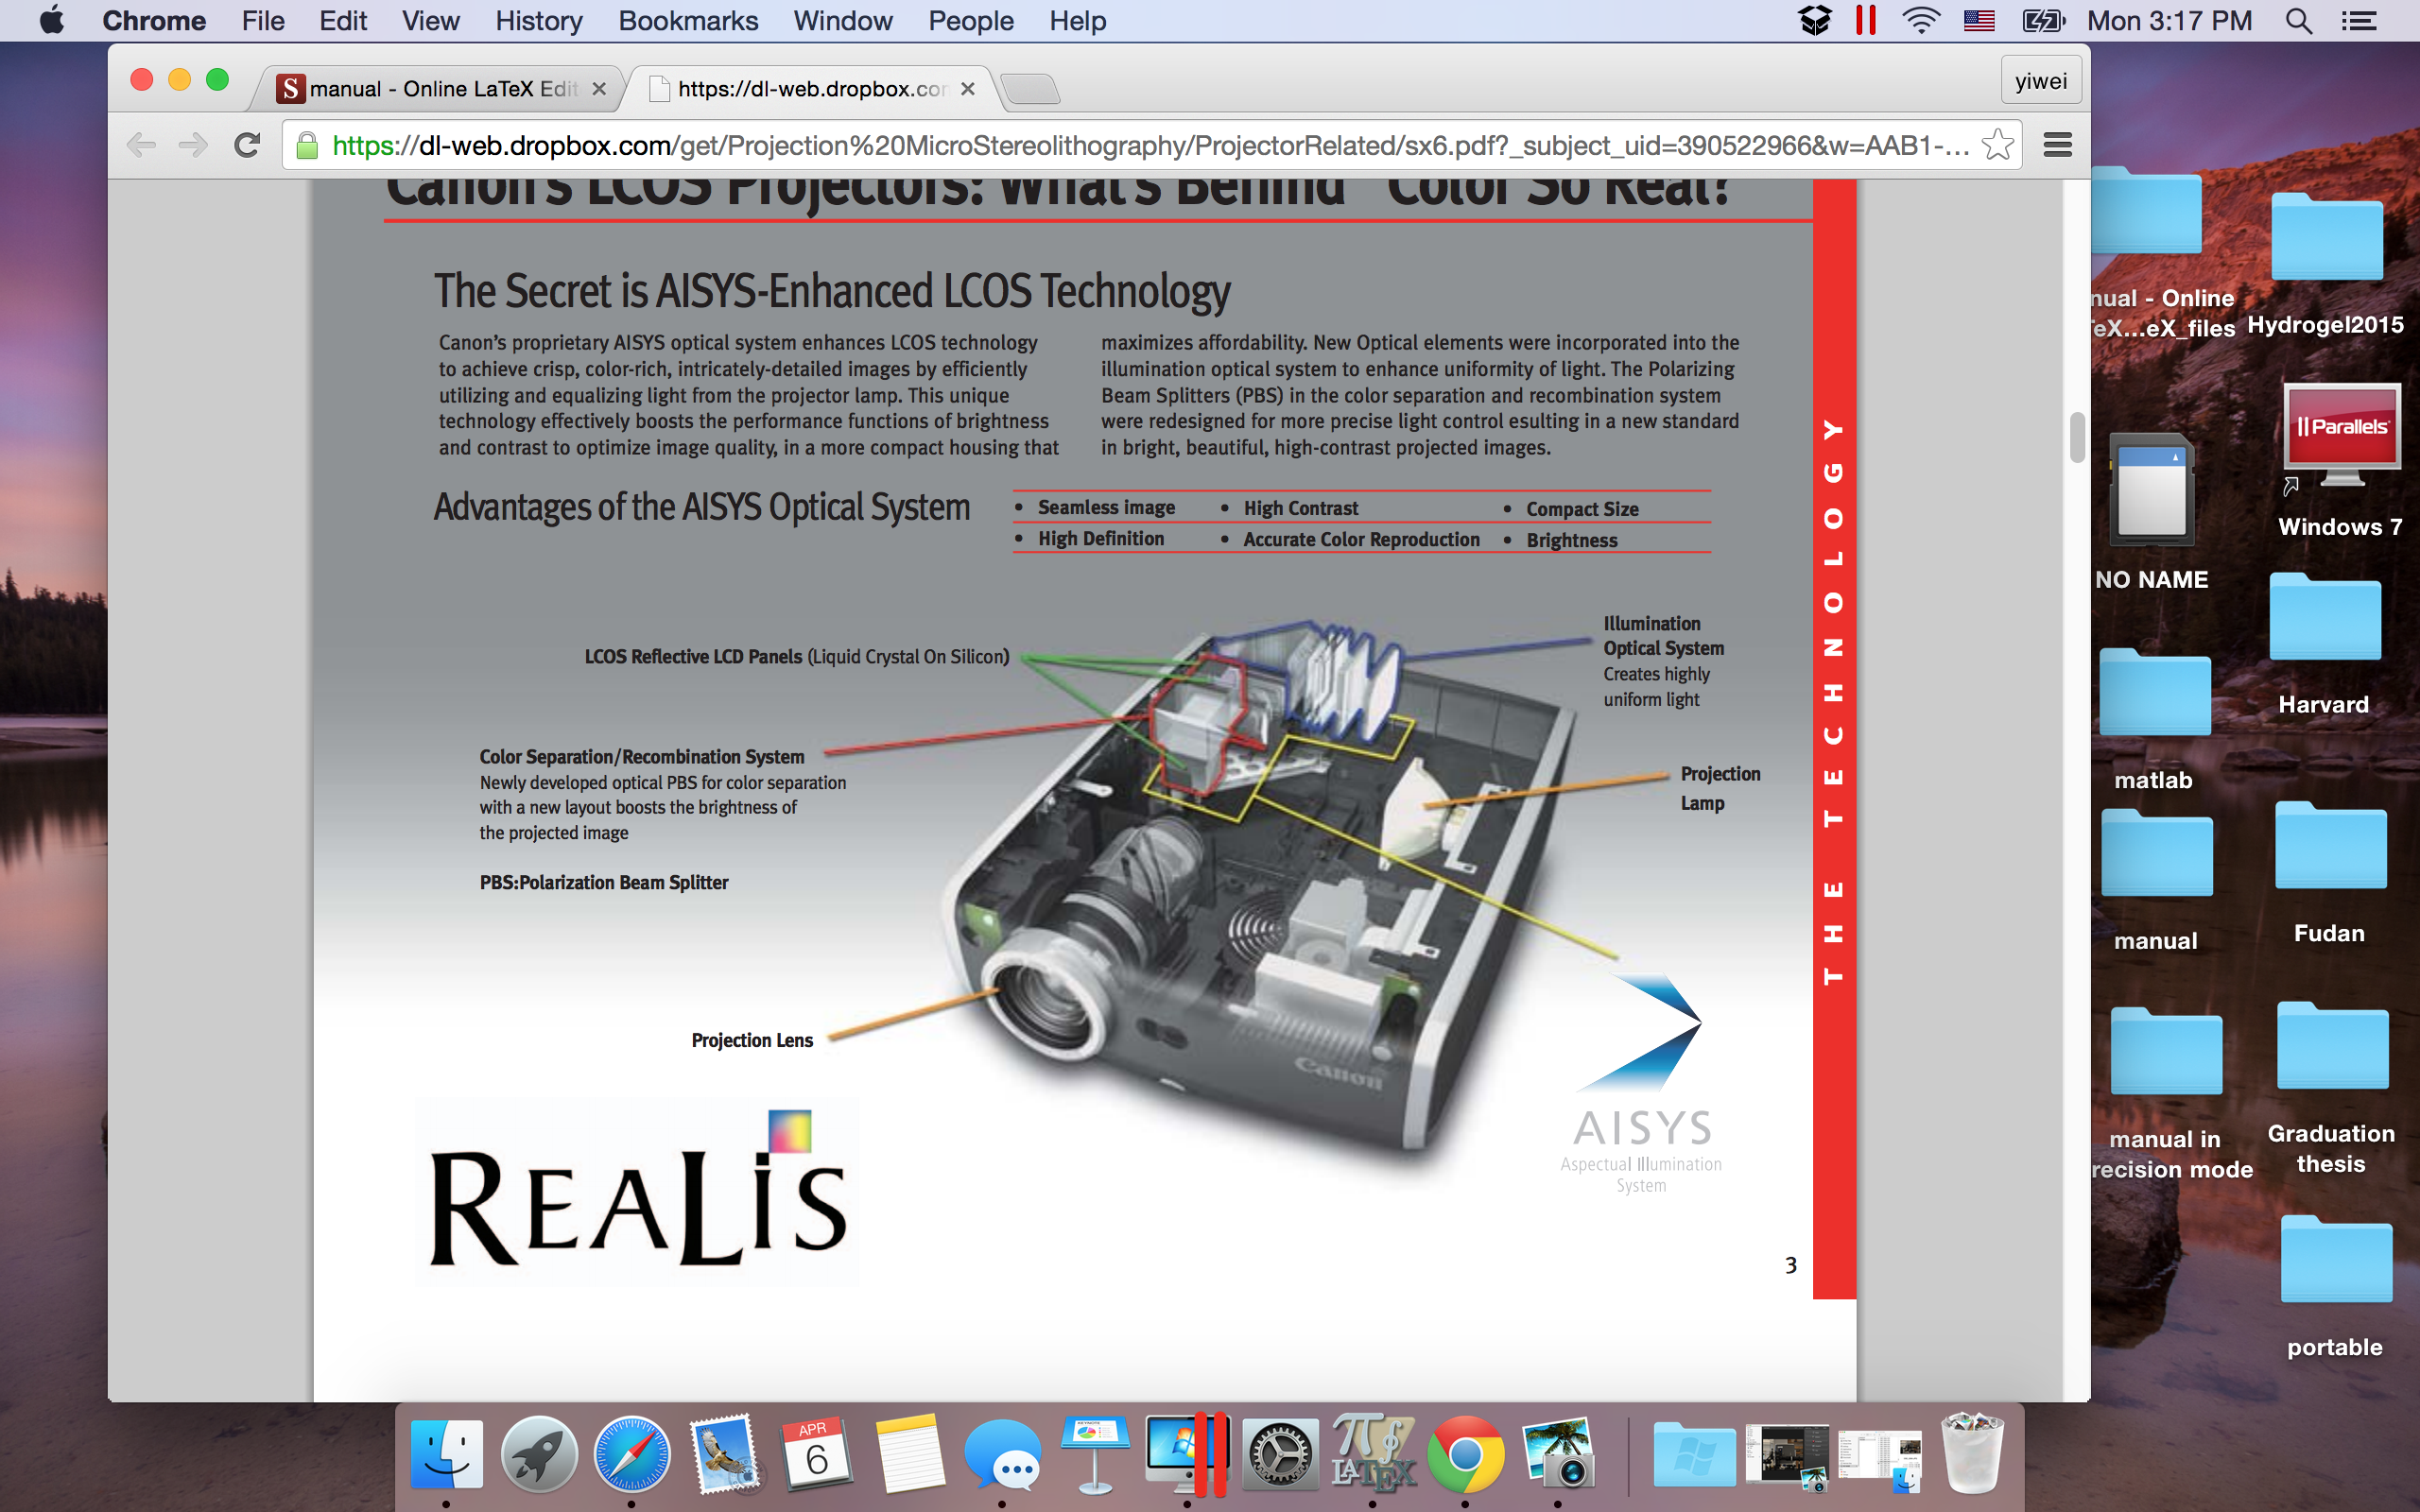 Chrome File Edit View History Bookmarks Window People Help Mon 3:17 PM
manual - Online LaTeX Edit
https://dl-web.dropbox.con
yiwei
https://dl-web.dropbox.com/get/Projection%20MicroStereolithography/ProjectorRelated/sx6.pdf?_subject_uid=390522966&w=AAB1-...
Canon's LCOS Projectors: What's Behind "Color So Real?"
The Secret is AISYS-Enhanced LCOS Technology
Canon's proprietary AISYS optical system enhances LCOS technology
to achieve crisp, color-rich, intricately-detailed images by efficiently
utilizing and equalizing light from the projector lamp. This unique
technology effectively boosts the performance functions of brightness
and contrast to optimize image quality, in a more compact housing that
maximizes affordability. New Optical elements were incorporated into the
illumination optical system to enhance uniformity of light. The Polarizing
Beam Splitters (PBS) in the color separation and recombination system
were redesigned for more precise light control esulting in a new standard
in bright, beautiful, high-contrast projected images.
Advantages of the AISYS Optical System
• Seamless image • High Contrast • Compact Size
• High Definition • Accurate Color Reproduction • Brightness
LCOS Reflective LCD Panels (Liquid Crystal On Silicon)
Illumination
Optical System
Creates highly
uniform light
Color Separation/Recombination System
Newly developed optical PBS for color separation
with a new layout boosts the brightness of
the projected image
PBS:Polarization Beam Splitter
Projection
Lamp
Projection Lens
Canon
AISYS
Aspectual Illumination
System
REALiS
3
THE TECHNOLOGY
nual - Online
TeX...eX_files
Hydrogel2015
Parallels
Windows 7
NO NAME
Harvard
matlab
Fudan
manual
manual in
recision mode
Graduation
thesis
portable
APR
6
KEYNOTE
LATEX